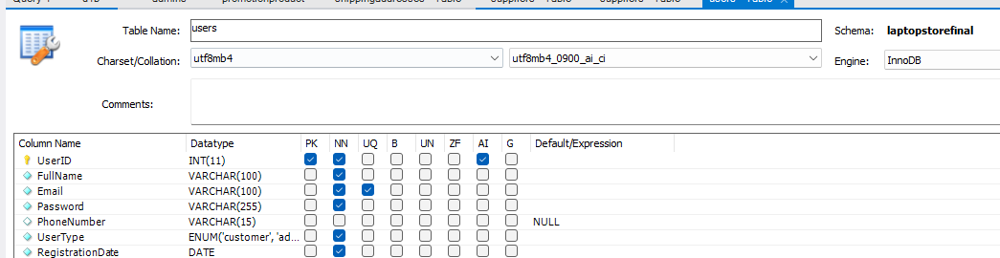 Table Name: users Schema: laptopstorefinal
Charset/Collation: utf8mb4 utf8mb4_0900_ai_ci Engine: InnoDB
Comments:
Column Name Datatype PK NN UQ B UN ZF AI G Default/Expression
UserID INT(11)
FullName VARCHAR(100)
Email VARCHAR(100)
Password VARCHAR(255)
PhoneNumber VARCHAR(15) NULL
UserType ENUM('customer', 'ad...
RegistrationDate DATE